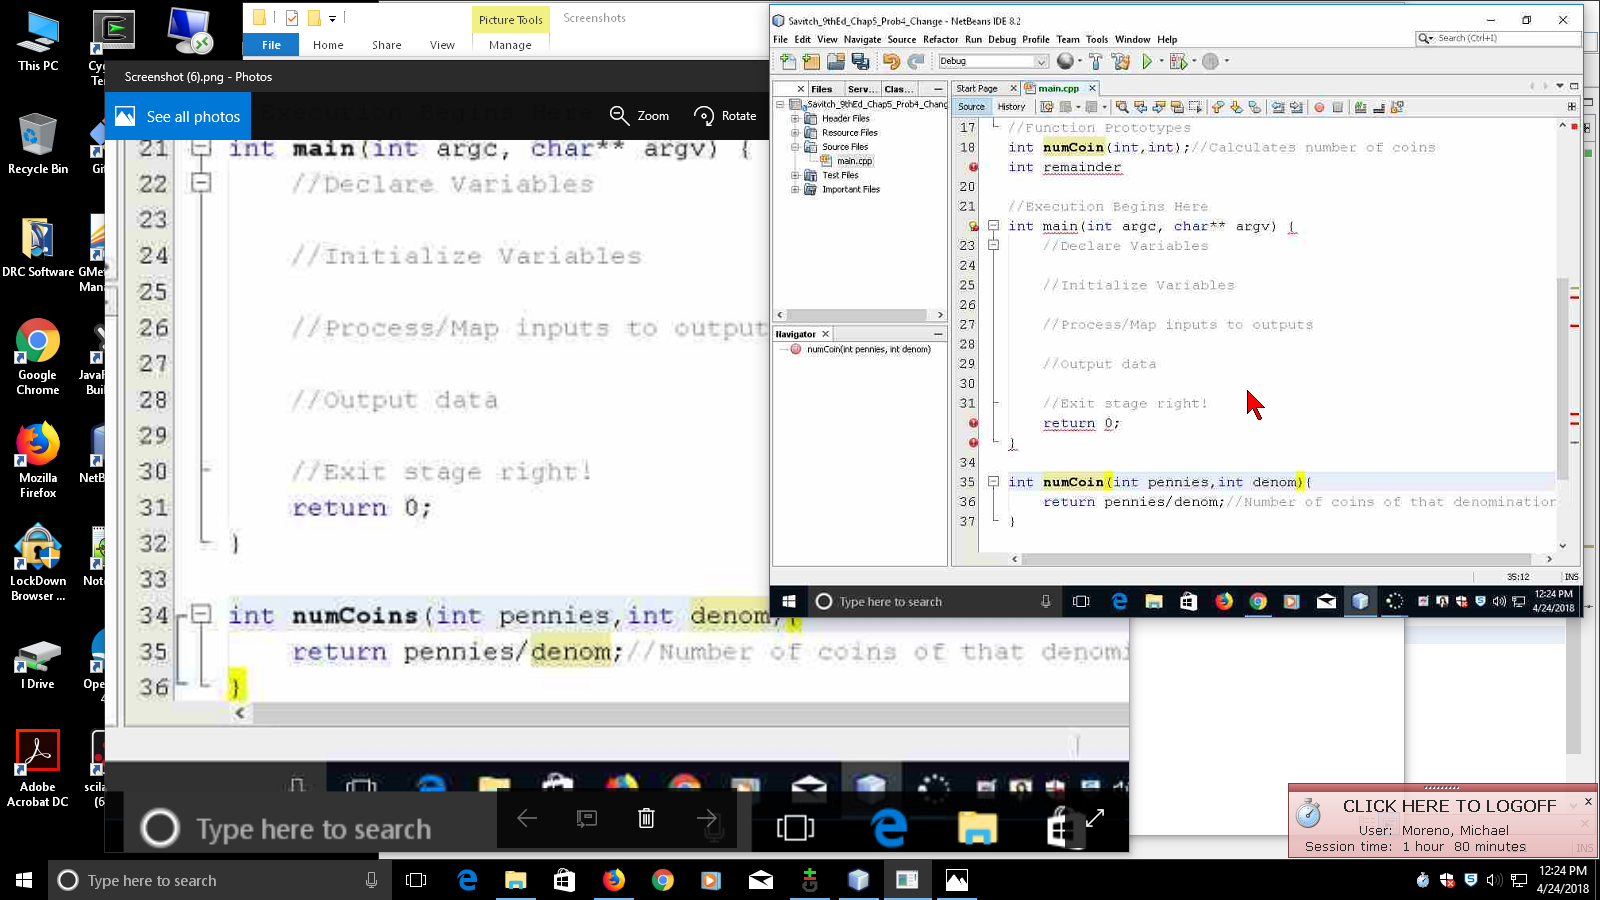 This PC
Recycle Bin
DRC Software
GMe
Mana
Google Chrome
Mozilla Firefox
LockDown Browser ...
I Drive
Adobe Acrobat DC
Picture Tools
Screenshots
File
Home
Share
View
Manage
Screenshot (6).png - Photos
See all photos
Execution Begins Here
Zoom
Rotate
21 int main(int argc, char** argv) {
22 //Declare Variables
23
24 //Initialize Variables
25
26 //Process/Map inputs to output
27
28 //Output data
29
30 //Exit stage right!
31 return 0;
32 }
33
34 int numCoins(int pennies,int denom){
35 return pennies/denom;//Number of coins of that denomi
36 }
Type here to search
Savitch_9thEd_Chap5_Prob4_Change - NetBeans IDE 8.2
File Edit View Navigate Source Refactor Run Debug Profile Team Tools Window Help
Search (Ctrl+I)
Debug
Files Serv... Clas...
Savitch_9thEd_Chap5_Prob4_Chang
Header Files
Resource Files
Source Files
main.cpp
Test Files
Important Files
Navigator
numCoin(int pennies, int denom)
Start Page main.cpp
Source History
17 //Function Prototypes
18 int numCoin(int,int);//Calculates number of coins
int remainder
20
21 //Execution Begins Here
int main(int argc, char** argv) {
23 //Declare Variables
24
25 //Initialize Variables
26
27 //Process/Map inputs to outputs
28
29 //Output data
30
31 //Exit stage right!
return 0;
}
34
35 int numCoin(int pennies,int denom){
36 return pennies/denom;//Number of coins of that denomination
37 }
35:12 INS
Type here to search
12:24 PM
4/24/2018
CLICK HERE TO LOGOFF
User: Moreno, Michael
Session time: 1 hour 80 minutes
Type here to search
12:24 PM
4/24/2018